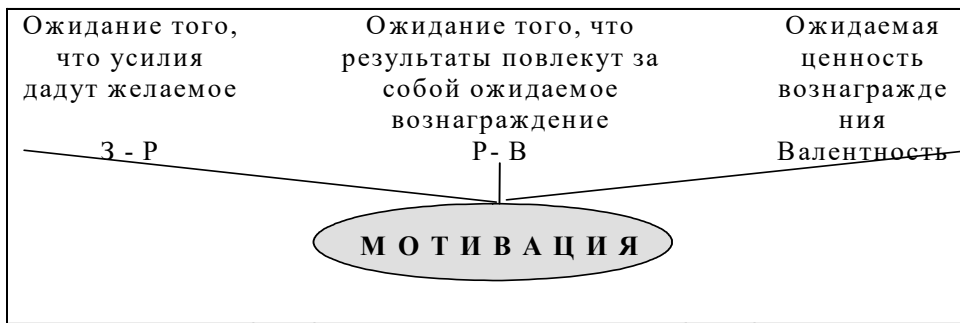 Ожидание того,
что усилия
дадут желаемое
З - Р
Ожидание того, что
результаты повлекут за
собой ожидаемое
вознаграждение
Р- В
Ожидаемая
ценность
вознагражде
ния
Валентность
МОТИВАЦИЯ